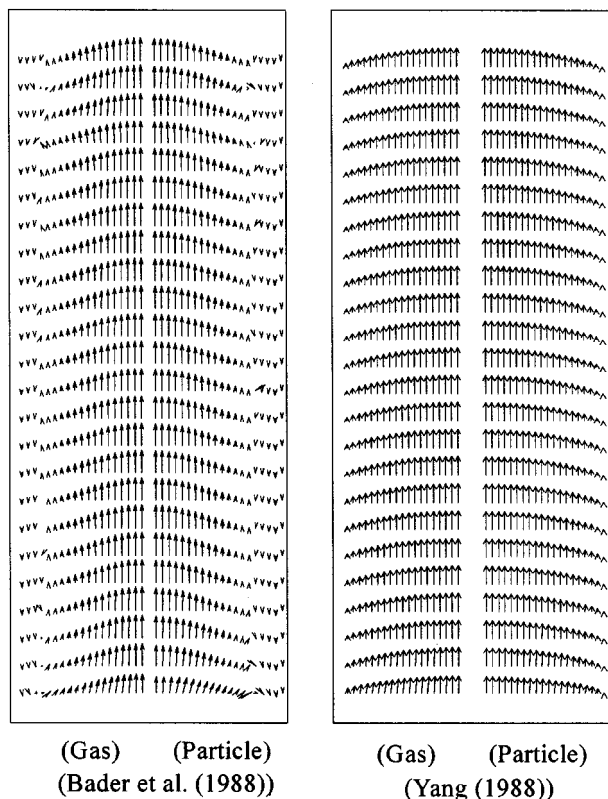 (Gas) (Particle)
(Bader et al. (1988))
(Gas) (Particle)
(Yang (1988))